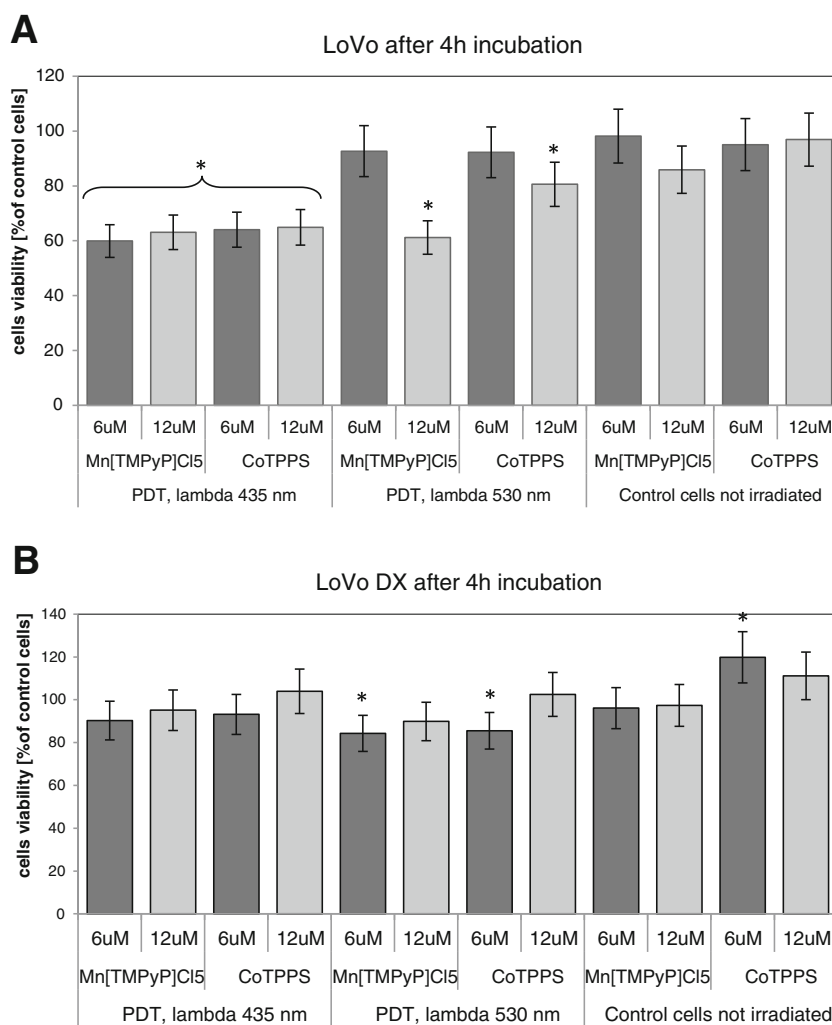 A
LoVo after 4h incubation
cells viability [%of control cells]
120
100
80
60
40
20
0
*
*
*
6uM 12uM 6uM 12uM 6uM 12uM 6uM 12uM 6uM 12uM 6uM 12uM
Mn[TMPyP]Cl5 CoTPPS Mn[TMPyP]Cl5 CoTPPS Mn[TMPyP]Cl5 CoTPPS
PDT, lambda 435 nm PDT, lambda 530 nm Control cells not irradiated
B
LoVo DX after 4h incubation
cells viability [%of control cells]
140
120
100
80
60
40
20
0
*
*
*
6uM 12uM 6uM 12uM 6uM 12uM 6uM 12uM 6uM 12uM 6uM 12uM
Mn[TMPyP]Cl5 CoTPPS Mn[TMPyP]Cl5 CoTPPS Mn[TMPyP]Cl5 CoTPPS
PDT, lambda 435 nm PDT, lambda 530 nm Control cells not irradiated